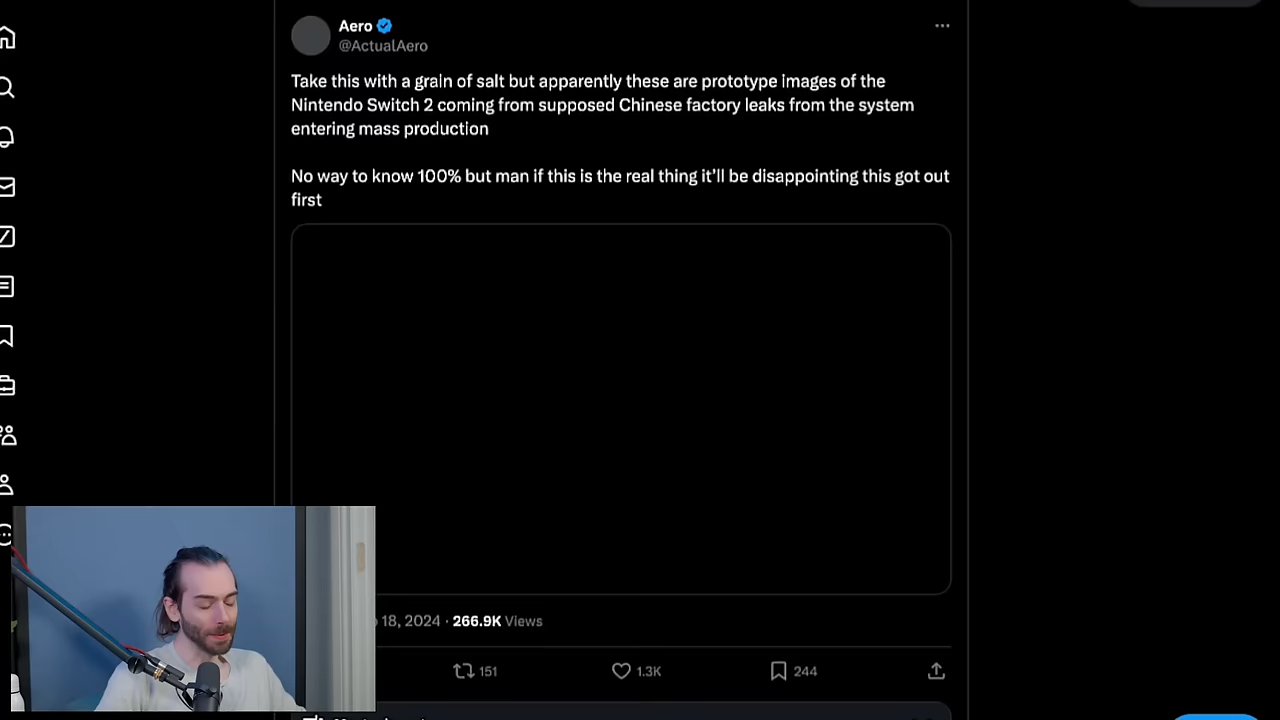 Aero
@ActualAero
Take this with a grain of salt but apparently these are prototype images of the
Nintendo Switch 2 coming from supposed Chinese factory leaks from the system
entering mass production
No way to know 100% but man if this is the real thing it'll be disappointing this got out
first
18, 2024 · 266.9K Views
151
1.3K
244